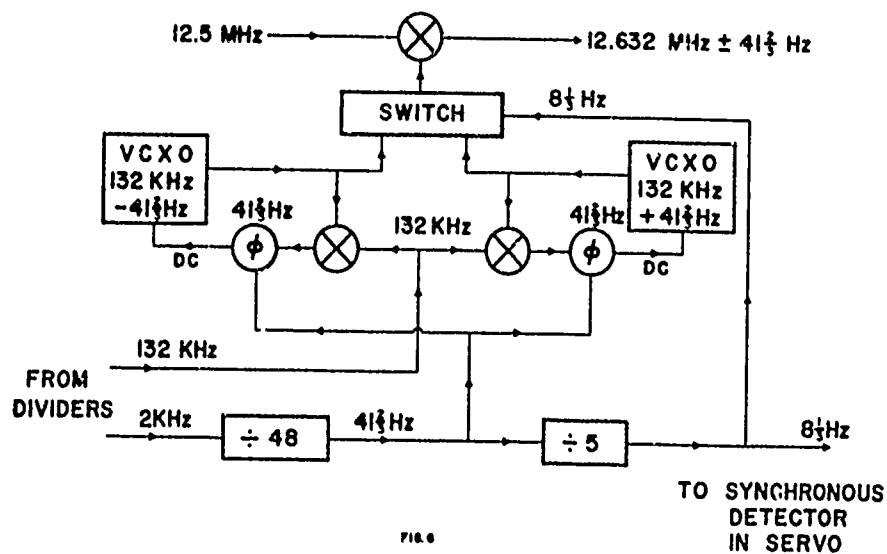 12.5 MHz
12.632 MHz ± 41⅔ Hz
SWITCH
8⅓ Hz
VCXO
132 KHz
-41⅔Hz
VCXO
132 KHz
+41⅔Hz
41⅔Hz
132 KHz
41⅔Hz
ϕ
ϕ
DC
DC
132 KHz
FROM
DIVIDERS
2KHz
÷ 48
41⅔Hz
÷ 5
8⅓Hz
TO SYNCHRONOUS
DETECTOR
IN SERVO
FIG. 6